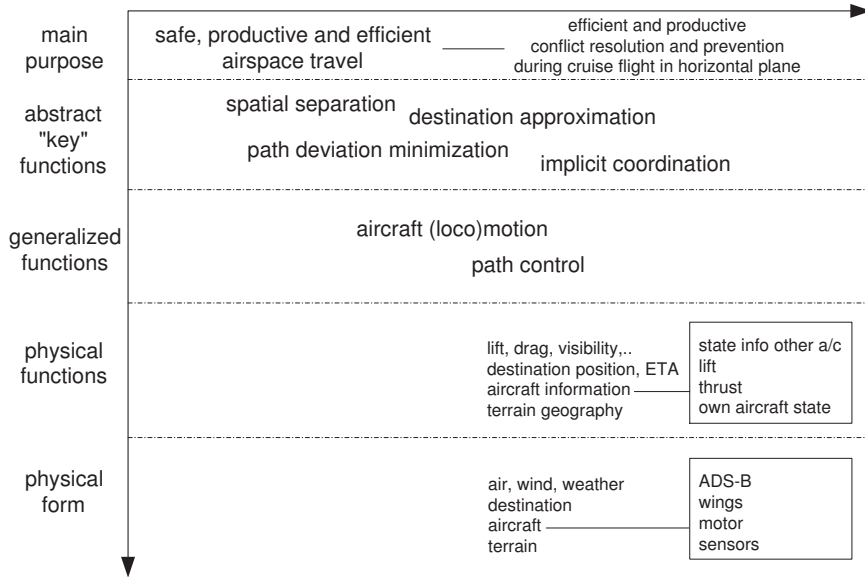 main
purpose
safe, productive and efficient
airspace travel
efficient and productive
conflict resolution and prevention
during cruise flight in horizontal plane
abstract
"key"
functions
spatial separation
destination approximation
path deviation minimization
implicit coordination
generalized
functions
aircraft (loco)motion
path control
physical
functions
lift, drag, visibility,..
destination position, ETA
aircraft information
terrain geography
state info other a/c
lift
thrust
own aircraft state
physical
form
air, wind, weather
destination
aircraft
terrain
ADS-B
wings
motor
sensors